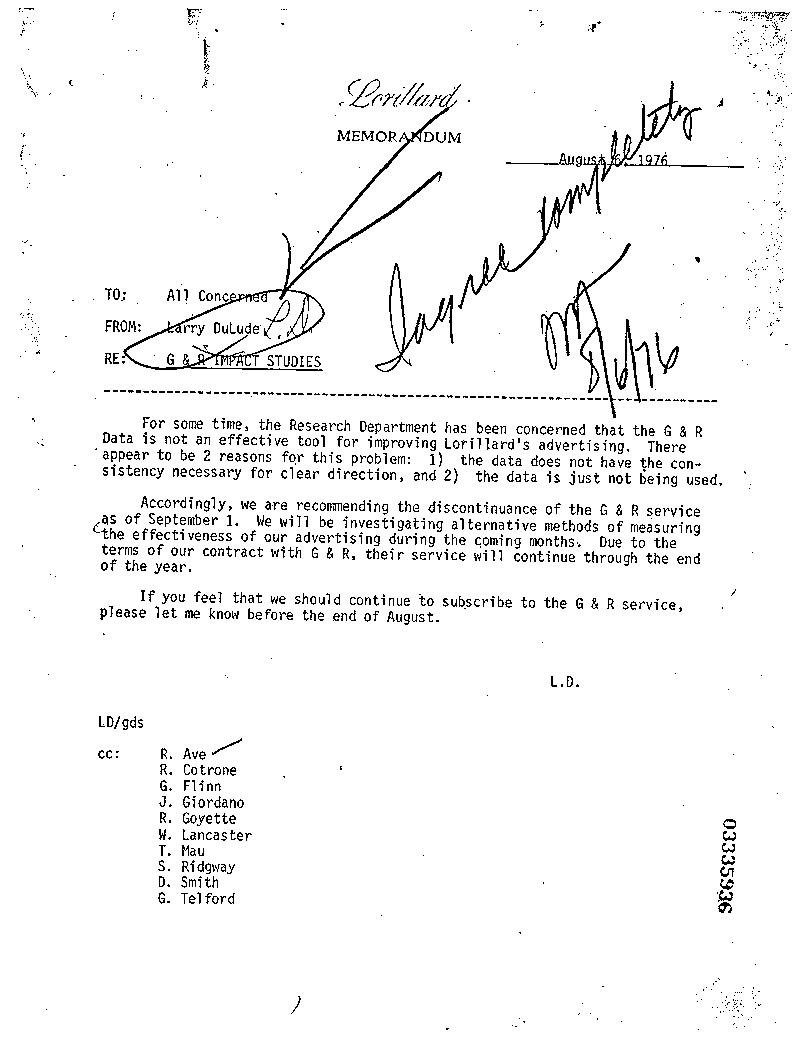 Lorillard
MEMORANDUM
August 6, 1976
I agree completely
8/6/76
TO: All Concerned
FROM: Larry DuLude L.D.
RE: G & R IMPACT STUDIES
For some time, the Research Department has been concerned that the G & R
Data is not an effective tool for improving Lorillard's advertising. There
appear to be 2 reasons for this problem: 1) the data does not have the con-
sistency necessary for clear direction, and 2) the data is just not being used.
Accordingly, we are recommending the discontinuance of the G & R service
as of September 1. We will be investigating alternative methods of measuring
the effectiveness of our advertising during the coming months. Due to the
terms of our contract with G & R, their service will continue through the end
of the year.
If you feel that we should continue to subscribe to the G & R service,
please let me know before the end of August.
L.D.
LD/gds
cc: R. Ave
R. Cotrone
G. Flinn
J. Giordano
R. Goyette
W. Lancaster
T. Mau
S. Ridgway
D. Smith
G. Telford
03335936